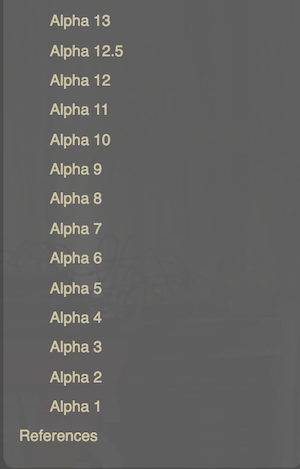 Alpha 13
Alpha 12.5
Alpha 12
Alpha 11
Alpha 10
Alpha 9
Alpha 8
Alpha 7
Alpha 6
Alpha 5
Alpha 4
Alpha 3
Alpha 2
Alpha 1
References